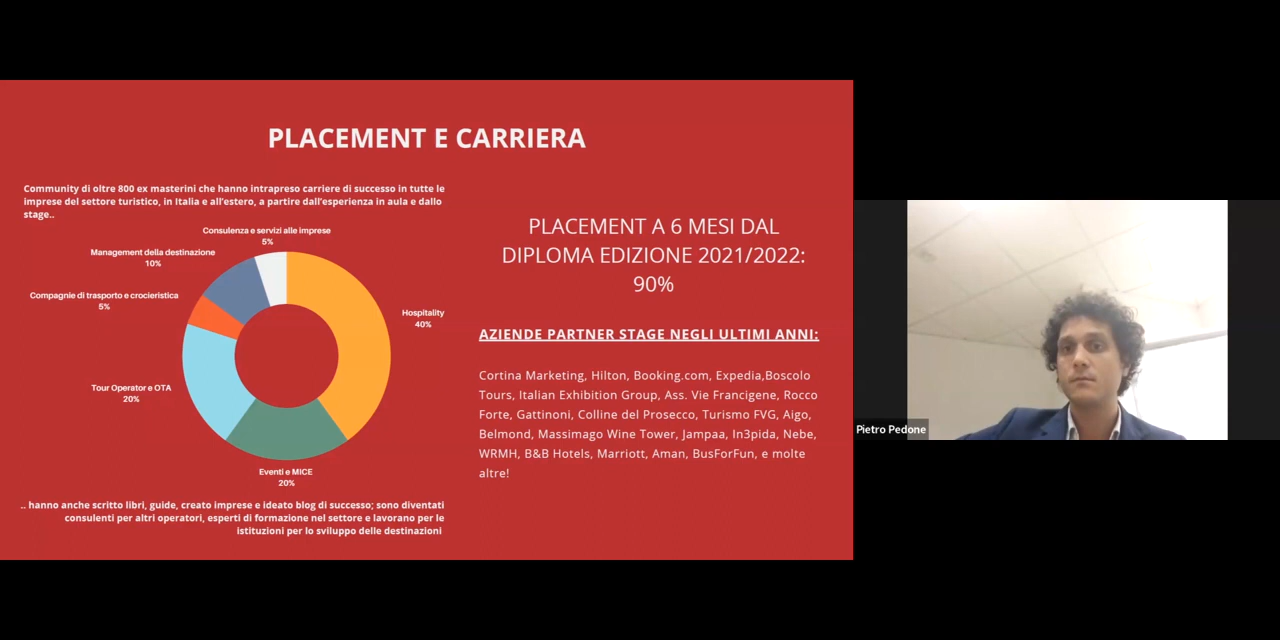 PLACEMENT E CARRIERA
Community di oltre 800 ex masterini che hanno intrapreso carriere di successo in tutte le
imprese del settore turistico, in Italia e all'estero, a partire dall'esperienza in aula e dallo
stage..
Consulenza e servizi alle imprese
5%
Management della destinazione
10%
Compagnie di trasporto e crocieristica
5%
Hospitality
40%
Tour Operator e OTA
20%
Eventi e MICE
20%
.. hanno anche scritto libri, guide, creato imprese e ideato blog di successo; sono diventati
consulenti per altri operatori, esperti di formazione nel settore e lavorano per le
istituzioni per lo sviluppo delle destinazioni
PLACEMENT A 6 MESI DAL
DIPLOMA EDIZIONE 2021/2022:
90%
AZIENDE PARTNER STAGE NEGLI ULTIMI ANNI:
Cortina Marketing, Hilton, Booking.com, Expedia,Boscolo
Tours, Italian Exhibition Group, Ass. Vie Francigene, Rocco
Forte, Gattinoni, Colline del Prosecco, Turismo FVG, Aigo,
Belmond, Massimago Wine Tower, Jampaa, In3pida, Nebe,
WRMH, B&B Hotels, Marriott, Aman, BusForFun, e molte
altre!
Pietro Pedone